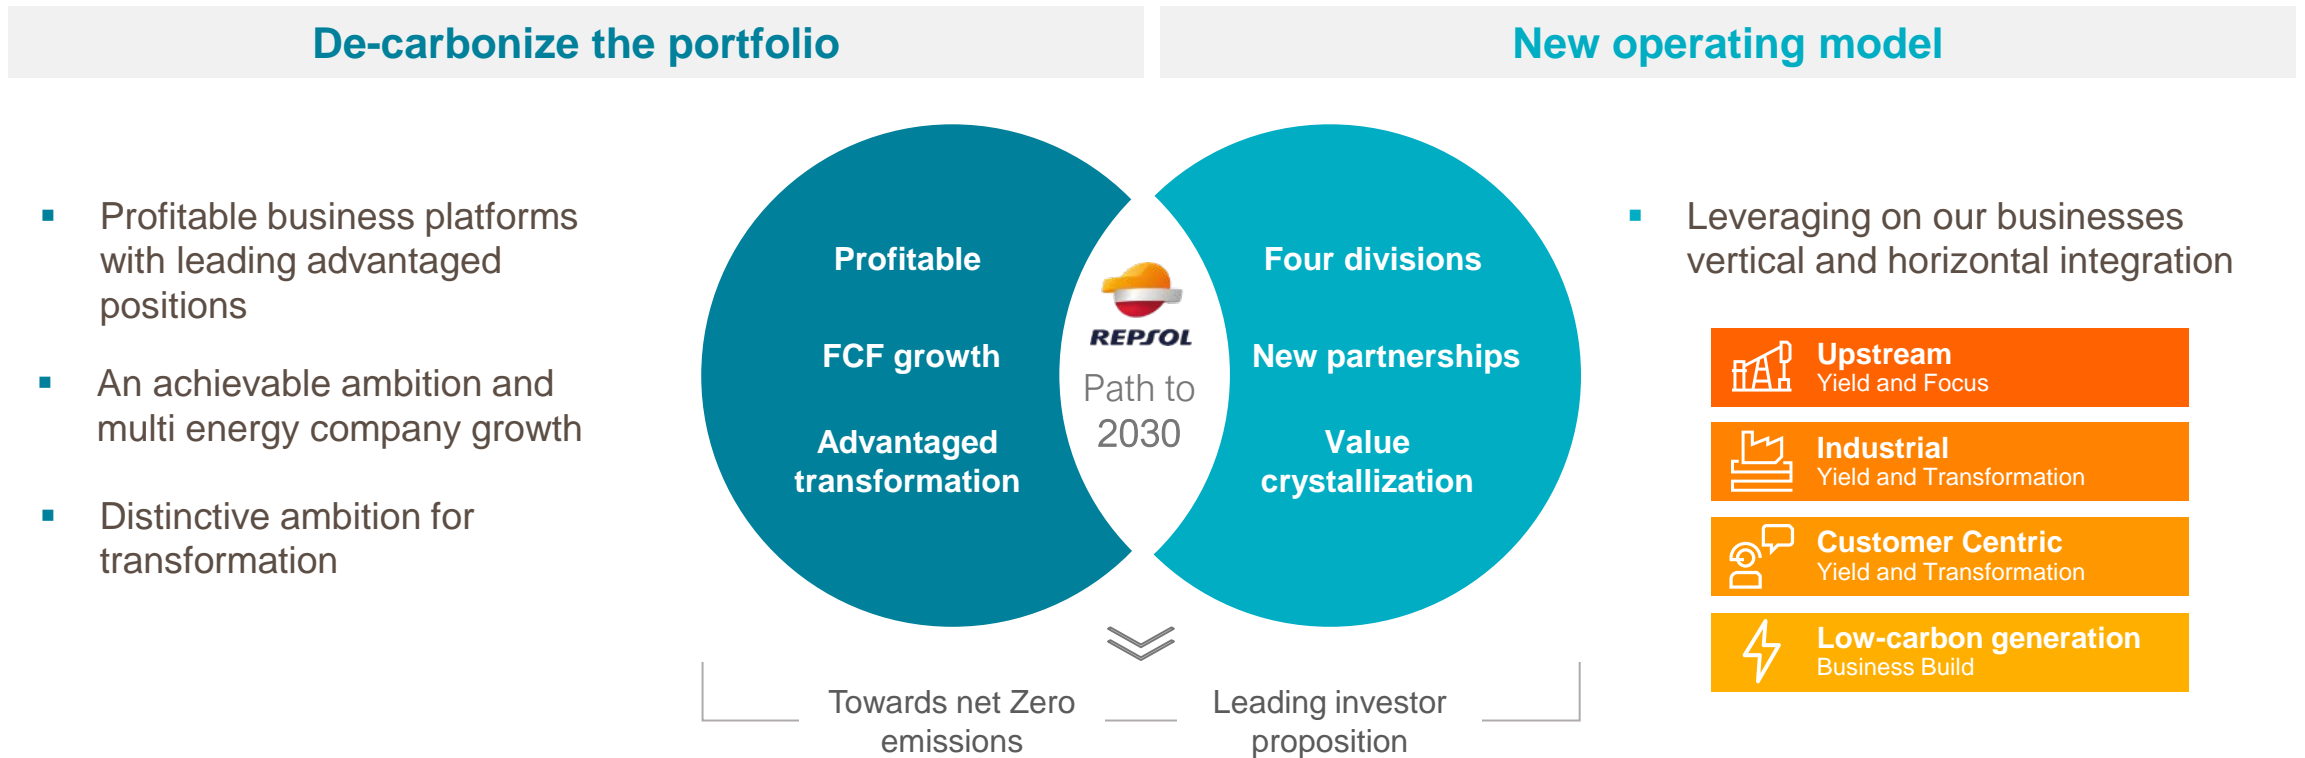 De-carbonize the portfolio
New operating model
Profitable business platforms
with leading advantaged
positions
An achievable ambition and
multi energy company growth
Distinctive ambition for
transformation
Profitable
FCF growth
Advantaged
transformation
REPSOL
Path to
2030
Four divisions
New partnerships
Value
crystallization
Towards net Zero
emissions
Leading investor
proposition
Leveraging on our businesses
vertical and horizontal integration
Upstream
Yield and Focus
Industrial
Yield and Transformation
Customer Centric
Yield and Transformation
Low-carbon generation
Business Build